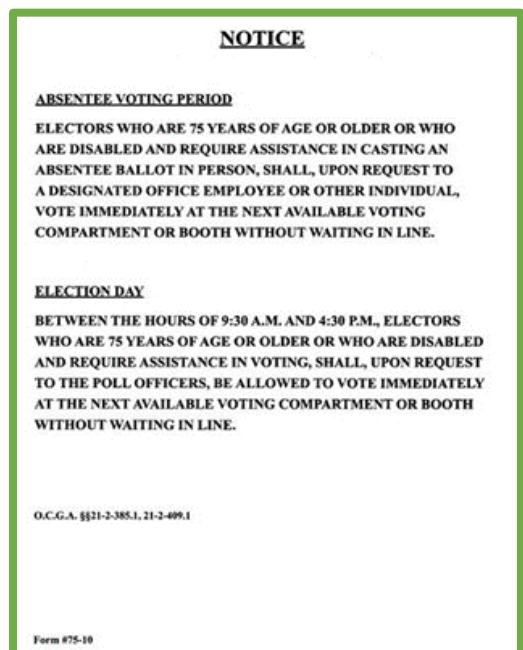 NOTICE
ABSENTEE VOTING PERIOD
ELECTORS WHO ARE 75 YEARS OF AGE OR OLDER OR WHO
ARE DISABLED AND REQUIRE ASSISTANCE IN CASTING AN
ABSENTEE BALLOT IN PERSON, SHALL, UPON REQUEST TO
A DESIGNATED OFFICE EMPLOYEE OR OTHER INDIVIDUAL,
VOTE IMMEDIATELY AT THE NEXT AVAILABLE VOTING
COMPARTMENT OR BOOTH WITHOUT WAITING IN LINE.
ELECTION DAY
BETWEEN THE HOURS OF 9:30 A.M. AND 4:30 P.M., ELECTORS
WHO ARE 75 YEARS OF AGE OR OLDER OR WHO ARE DISABLED
AND REQUIRE ASSISTANCE IN VOTING, SHALL, UPON REQUEST
TO THE POLL OFFICERS, BE ALLOWED TO VOTE IMMEDIATELY
AT THE NEXT AVAILABLE VOTING COMPARTMENT OR BOOTH
WITHOUT WAITING IN LINE.
O.C.G.A. §§21-2-385.1, 21-2-409.1
Form #75-10